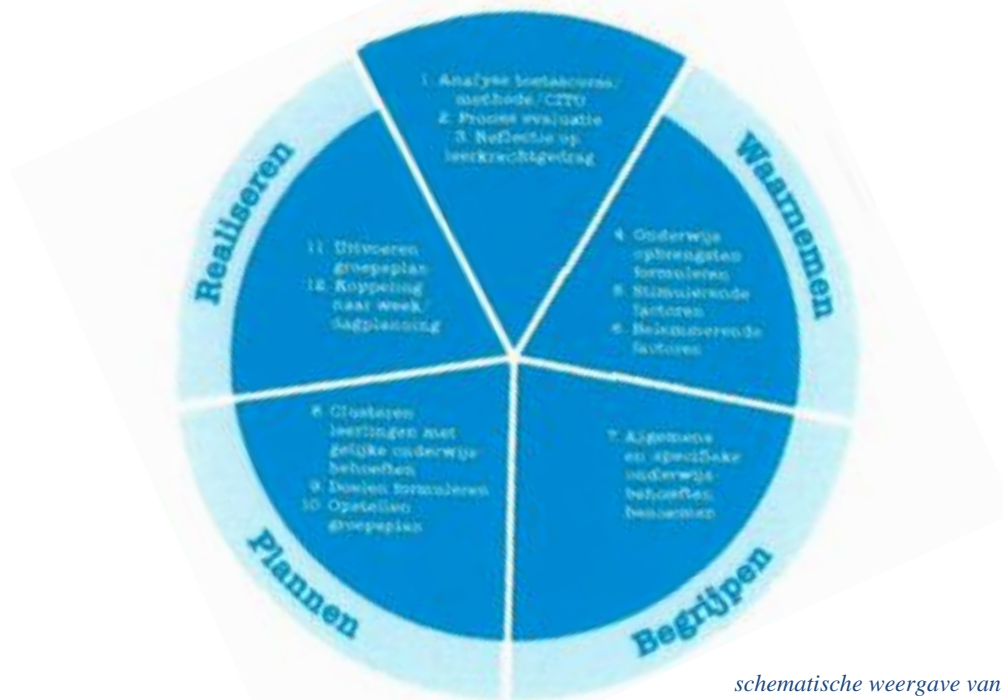 1. Analyse toetsscores/
methode/CITO
2. Proces evaluatie
3. Reflectie op
leerkrachtgedrag
Waarnemen
4. Onderwijs
opbrengsten
formuleren
5. Stimulerende
factoren
6. Belemmerende
factoren
Begrijpen
7. Algemene
en specifieke
onderwijs-
behoeften
benoemen
Plannen
8. Clusteren
leerlingen met
gelijke onderwijs-
behoeften
9. Doelen formuleren
10. Opstellen
groepsplan
Realiseren
11. Uitvoeren
groepsplan
12. Koppeling
naar week/
dagplanning
schematische weergave van